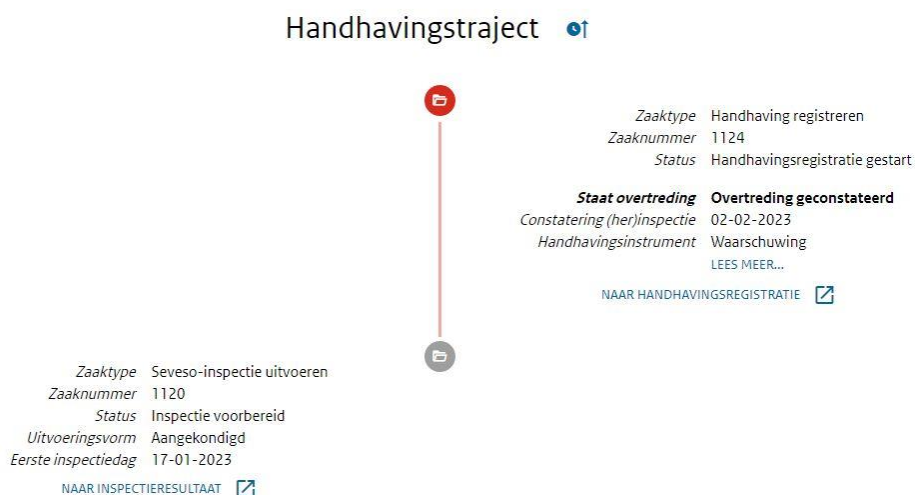 Handhavingstraject
Zaaktype Handhaving registreren
Zaaknummer 1124
Status Handhavingsregistratie gestart
Staat overtreding Overtreding geconstateerd
Constatering (her)inspectie 02-02-2023
Handhavingsinstrument Waarschuwing
LEES MEER...
NAAR HANDHAVINGSREGISTRATIE
Zaaktype Seveso-inspectie uitvoeren
Zaaknummer 1120
Status Inspectie voorbereid
Uitvoeringsvorm Aangekondigd
Eerste inspectiedag 17-01-2023
NAAR INSPECTIERESULTAAT